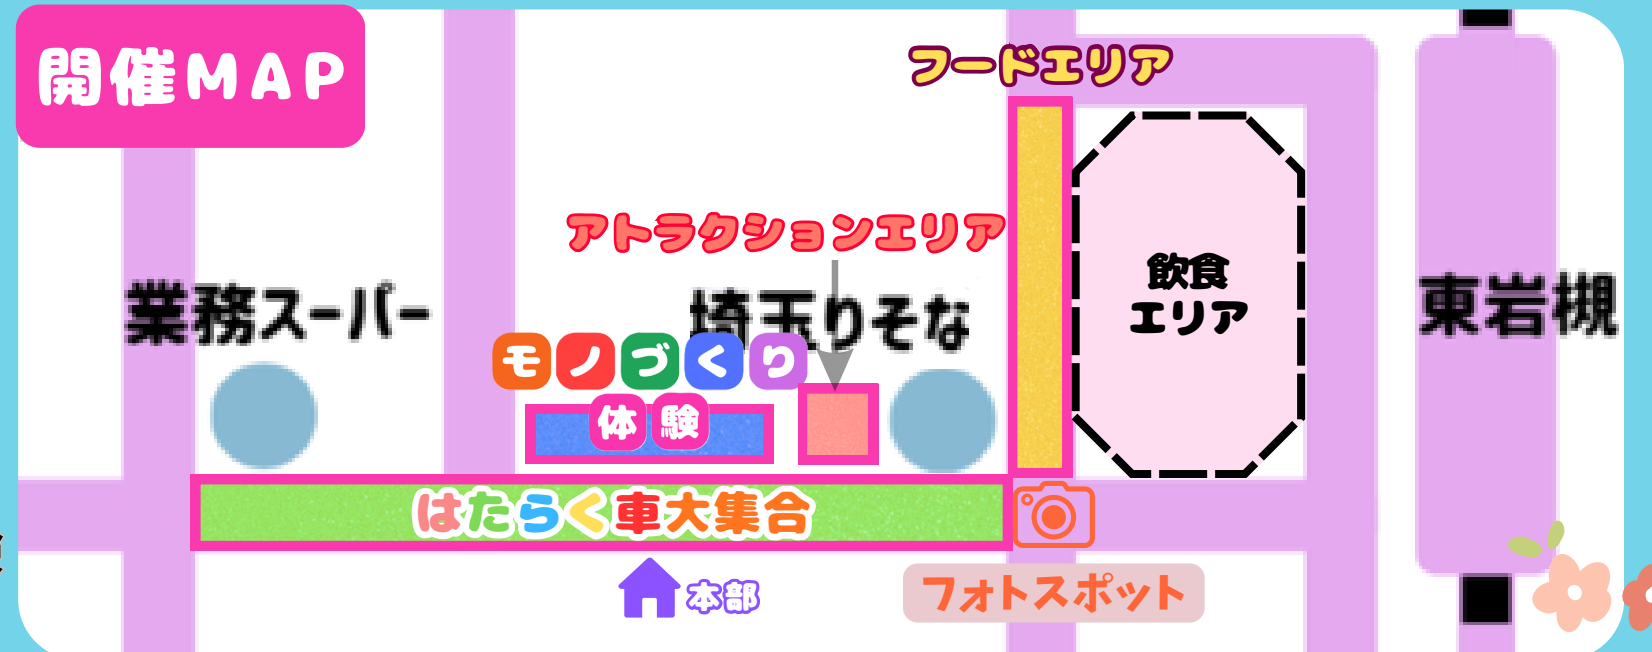 開催MAP
フードエリア
アトラクションエリア
飲食
エリア
業務スーパー
埼玉りそな
東岩槻
モノづくり
体験
はたらく車大集合
本部
フォトスポット